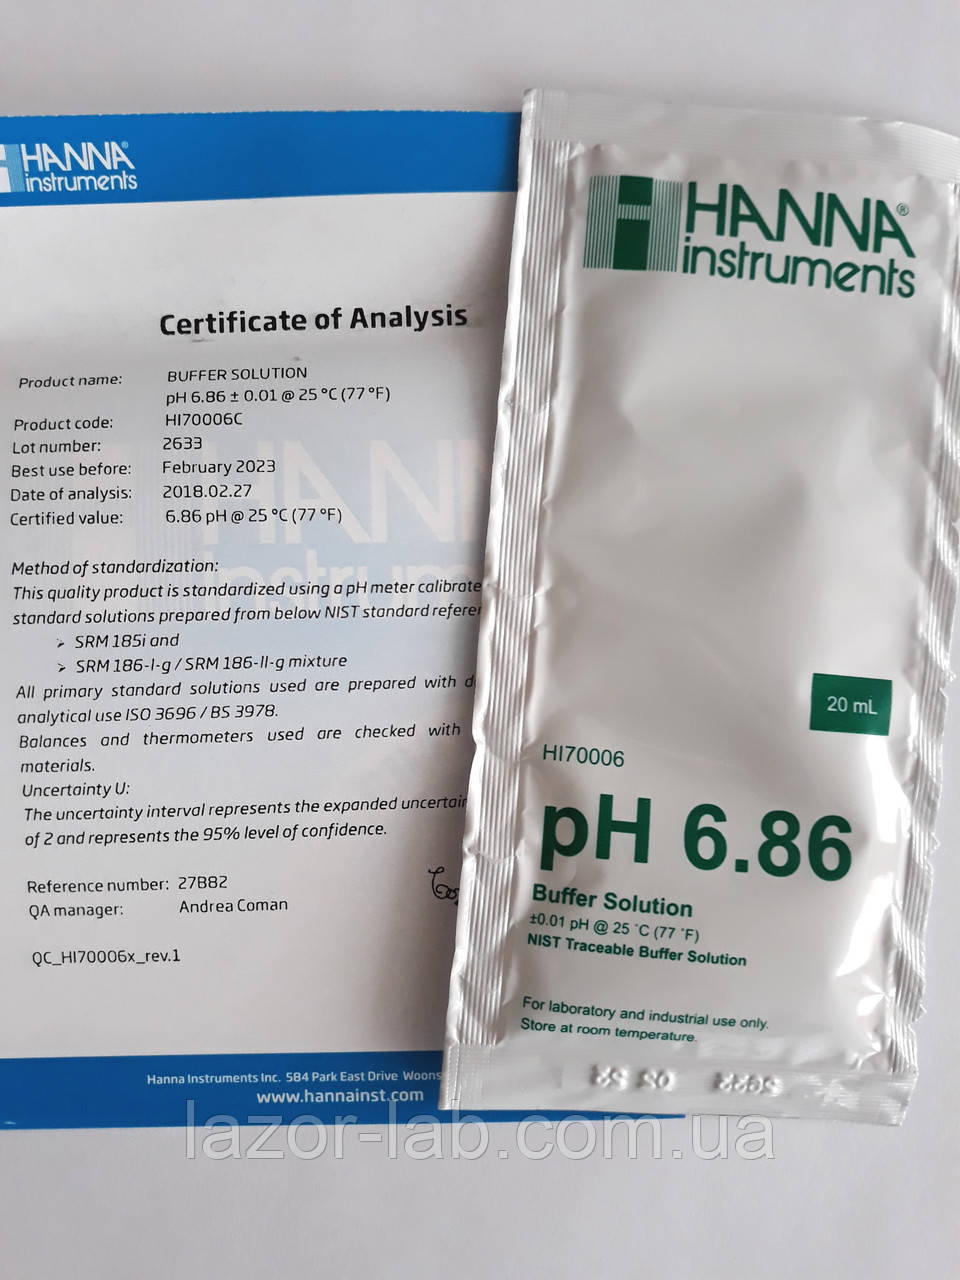 HANNA®
instruments
Certificate of Analysis
Product name: BUFFER SOLUTION
pH 6.86 ± 0.01 @ 25 °C (77 °F)
Product code: HI70006C
Lot number: 2633
Best use before: February 2023
Date of analysis: 2018.02.27
Certified value: 6.86 pH @ 25 °C (77 °F)
Method of standardization:
This quality product is standardized using a pH meter calibrate
standard solutions prepared from below NIST standard refere
➢ SRM 185i and
➢ SRM 186-I-g / SRM 186-II-g mixture
All primary standard solutions used are prepared with d
analytical use ISO 3696 / BS 3978.
Balances and thermometers used are checked with
materials.
Uncertainty U:
The uncertainty interval represents the expanded uncertai
of 2 and represents the 95% level of confidence.
Reference number: 27B82
QA manager: Andrea Coman
QC_HI70006x_rev.1
Hanna Instruments Inc. 584 Park East Drive Woons
www.hannainst.com
HANNA®
instruments
20 mL
HI70006
pH 6.86
Buffer Solution
±0.01 pH @ 25 °C (77 °F)
NIST Traceable Buffer Solution
For laboratory and industrial use only.
Store at room temperature.
lazor-lab.com.ua